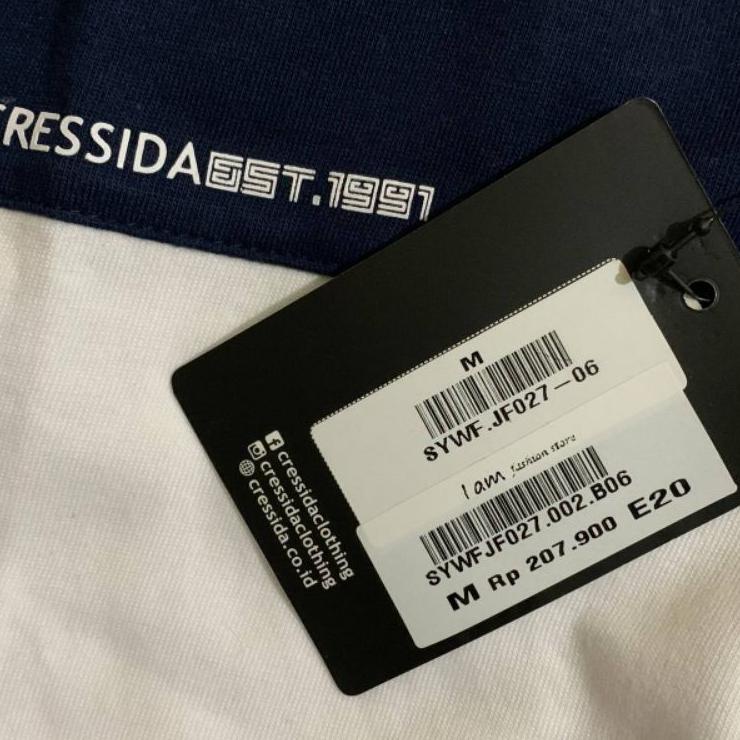 CRESSIDA EST.1991
M
SYWF.JF027-06
I am fashion store
SYWFJF027.002.B06
M Rp 207.900 E20
cressidaclothing
cressidaclothing
cressida.co.id